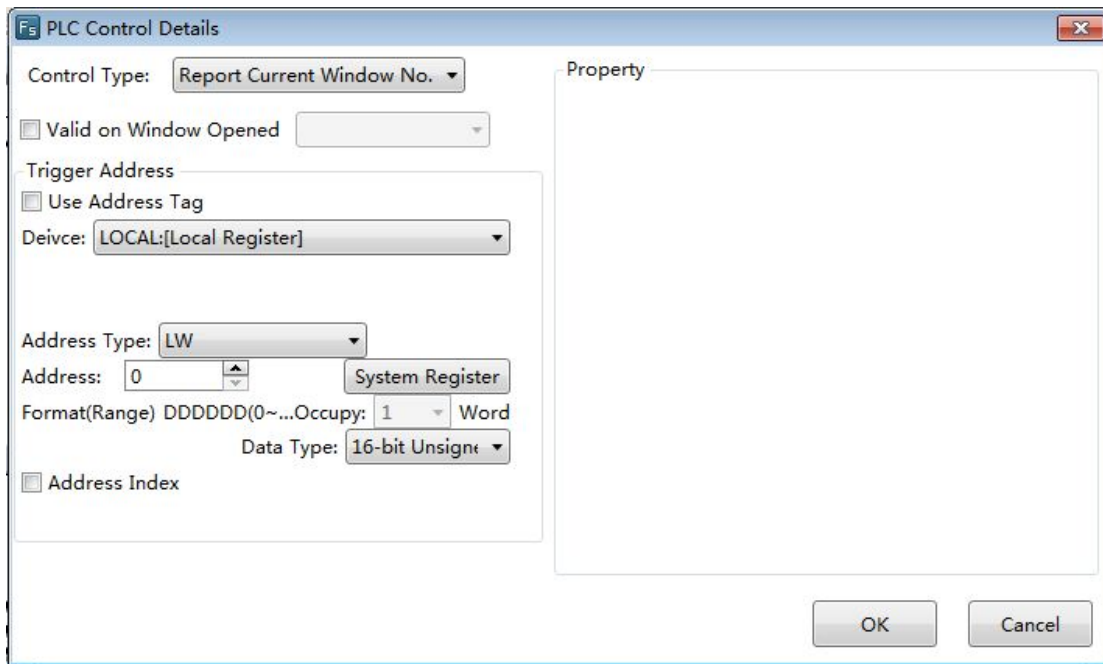 Fs PLC Control Details
Control Type: Report Current Window No.
Property
Valid on Window Opened
Trigger Address
Use Address Tag
Deivce: LOCAL:[Local Register]
Address Type: LW
Address: 0 System Register
Format(Range) DDDDDD(0~...Occupy: 1 Word
Data Type: 16-bit Unsigne
Address Index
OK Cancel